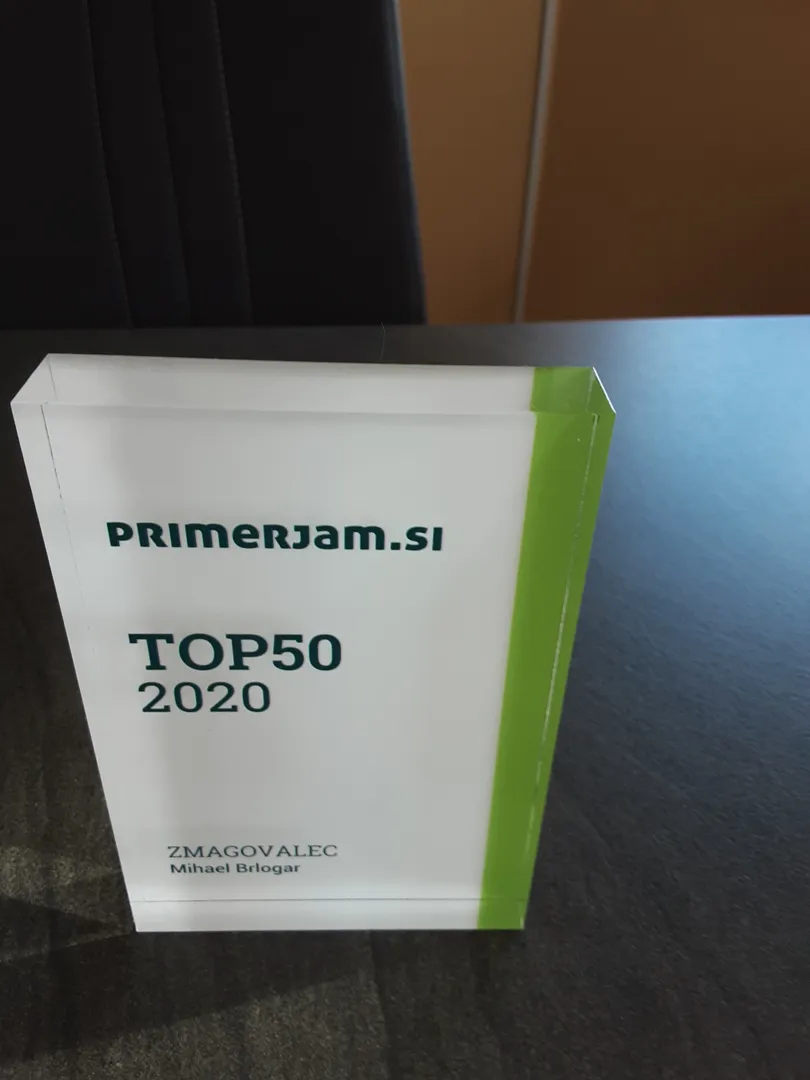 PRIMERJAM.SI
TOP50
2020
ZMAGOVALEC
Mihael Brlogar